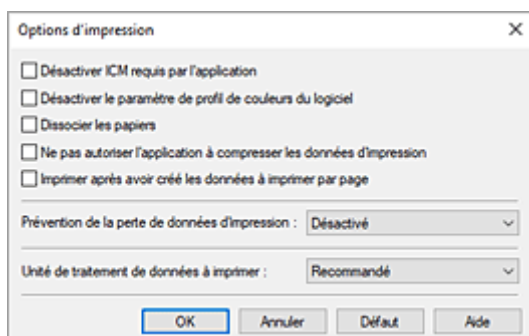 Options d'impression
Désactiver ICM requis par l'application
Désactiver le paramètre de profil de couleurs du logiciel
Dissocier les papiers
Ne pas autoriser l'application à compresser les données d'impression
Imprimer après avoir créé les données à imprimer par page
Prévention de la perte de données d'impression : Désactivé
Unité de traitement de données à imprimer : Recommandé
OK Annuler Défaut Aide